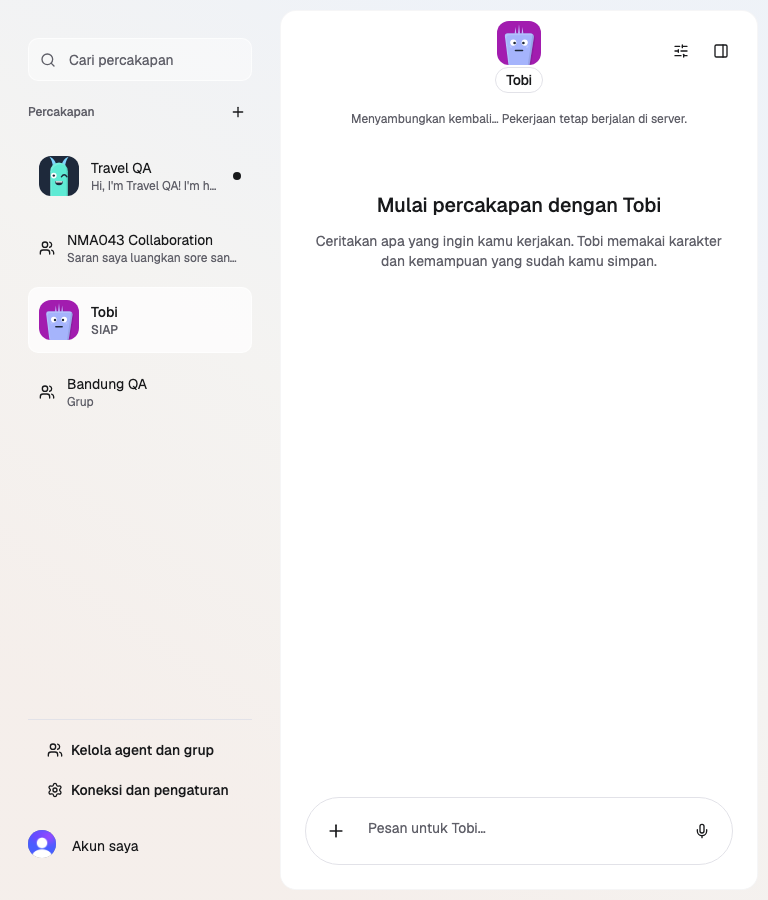 Cari percakapan
Percakapan
Travel QA
Hi, I'm Travel QA! I'm h...
NMA043 Collaboration
Saran saya luangkan sore san...
Tobi
SIAP
Bandung QA
Grup
Kelola agent dan grup
Koneksi dan pengaturan
Akun saya
Tobi
Menyambungkan kembali... Pekerjaan tetap berjalan di server.
Mulai percakapan dengan Tobi
Ceritakan apa yang ingin kamu kerjakan. Tobi memakai karakter
dan kemampuan yang sudah kamu simpan.
Pesan untuk Tobi...